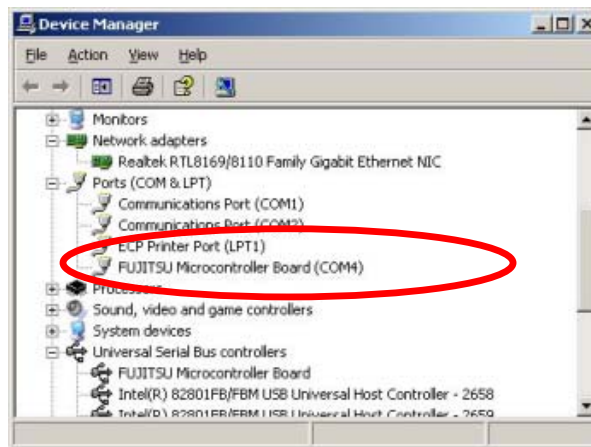 Device Manager
File Action View Help
Monitors
Network adapters
Realtek RTL8169/8110 Family Gigabit Ethernet NIC
Ports (COM & LPT)
Communications Port (COM1)
Communications Port (COM2)
ECP Printer Port (LPT1)
FUJITSU Microcontroller Board (COM4)
Processors
Sound, video and game controllers
System devices
Universal Serial Bus controllers
FUJITSU Microcontroller Board
Intel(R) 82801FB/FBM USB Universal Host Controller - 2658
Intel(R) 82801FB/FBM USB Universal Host Controller - 2659